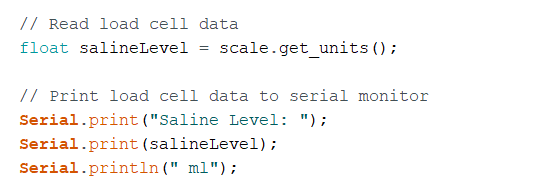 // Read load cell data
float salineLevel = scale.get_units();
// Print load cell data to serial monitor
Serial.print("Saline Level: ");
Serial.print(salineLevel);
Serial.println(" ml");